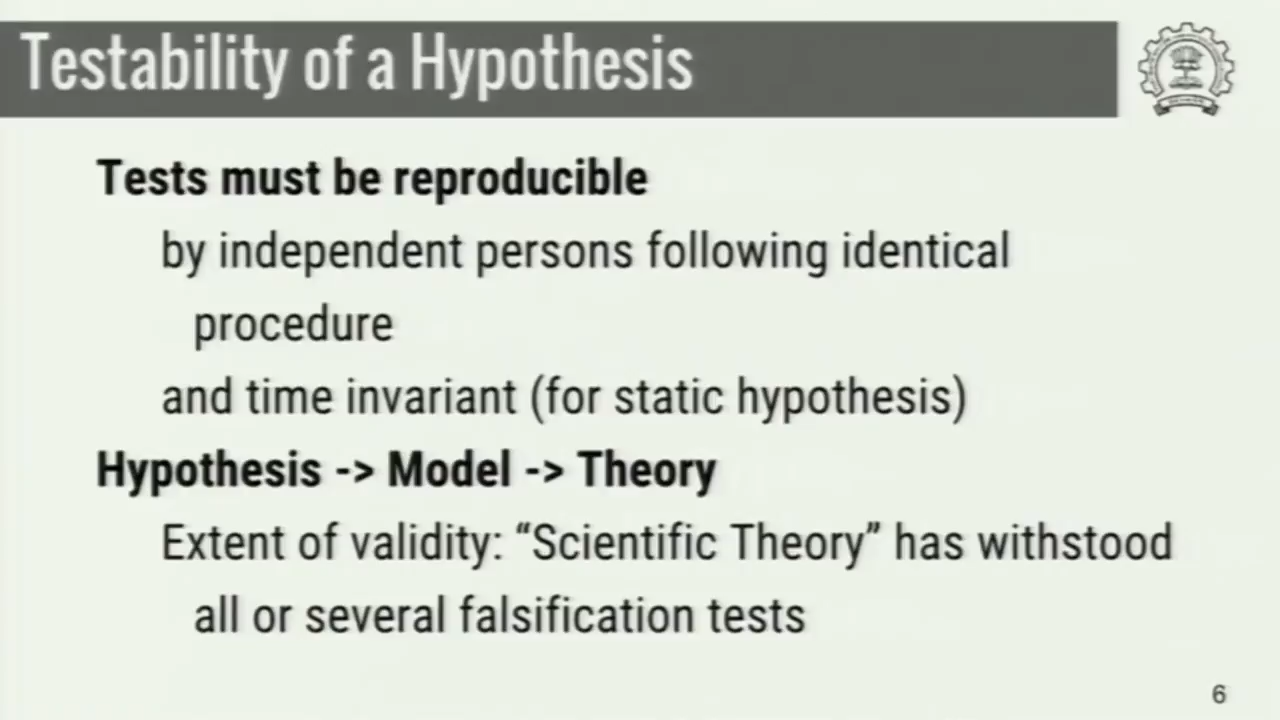 Testability of a Hypothesis
Tests must be reproducible
by independent persons following identical
procedure
and time invariant (for static hypothesis)
Hypothesis -> Model -> Theory
Extent of validity: “Scientific Theory” has withstood
all or several falsification tests
6